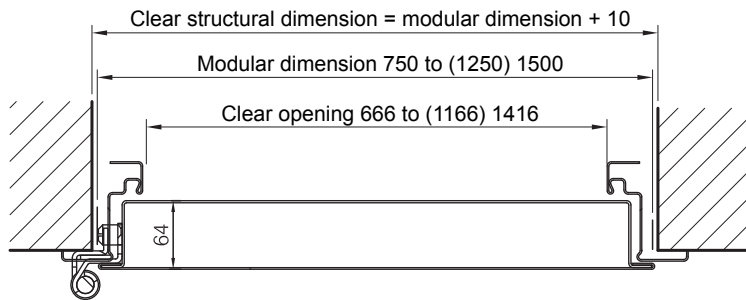 Clear structural dimension = modular dimension + 10
Modular dimension 750 to (1250) 1500
Clear opening 666 to (1166) 1416
64